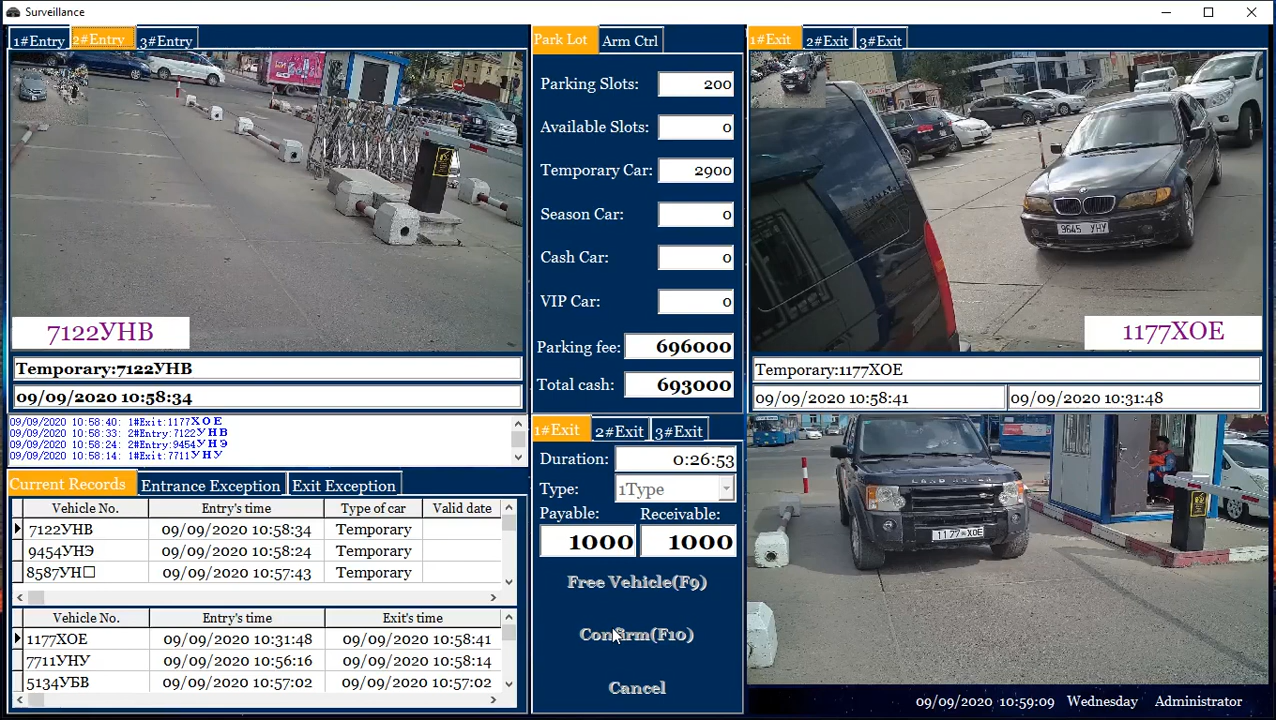 Surveillance
1#Entry 2#Entry 3#Entry
7122УНВ
Temporary:7122УНВ
09/09/2020 10:58:34
09/09/2020 10:58:40: 1#Exit:1177ХОЕ
09/09/2020 10:58:33: 2#Entry:7122УНВ
09/09/2020 10:58:24: 2#Entry:9454УНЭ
09/09/2020 10:58:14: 1#Exit:7711УНУ
Current Records Entrance Exception Exit Exception
Vehicle No. Entry's time Type of car Valid date
7122УНВ 09/09/2020 10:58:34 Temporary
9454УНЭ 09/09/2020 10:58:24 Temporary
8587УН□ 09/09/2020 10:57:43 Temporary
Vehicle No. Entry's time Exit's time
1177ХОЕ 09/09/2020 10:31:48 09/09/2020 10:58:41
7711УНУ 09/09/2020 10:56:16 09/09/2020 10:58:14
5134УБВ 09/09/2020 10:57:02 09/09/2020 10:57:02
Park Lot Arm Ctrl
Parking Slots: 200
Available Slots: 0
Temporary Car: 2900
Season Car: 0
Cash Car: 0
VIP Car: 0
Parking fee: 696000
Total cash: 693000
1#Exit 2#Exit 3#Exit
Duration: 0:26:53
Type: 1Type
Payable: Receivable:
1000 1000
Free Vehicle(F9)
Confirm(F10)
Cancel
1#Exit 2#Exit 3#Exit
9645 УНУ
1177ХОЕ
Temporary:1177ХОЕ
09/09/2020 10:58:41 09/09/2020 10:31:48
LAND ROVER
1177 ХОЕ
09/09/2020 10:59:09 Wednesday Administrator